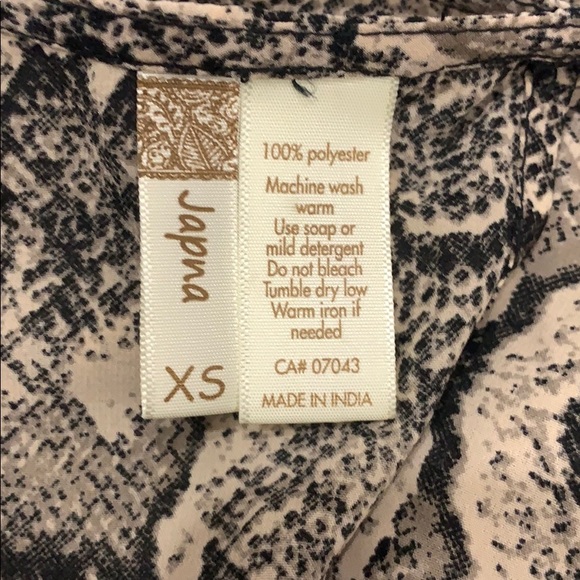 Japna
XS
100% polyester
Machine wash
warm
Use soap or
mild detergent
Do not bleach
Tumble dry low
Warm iron if
needed
CA# 07043
MADE IN INDIA